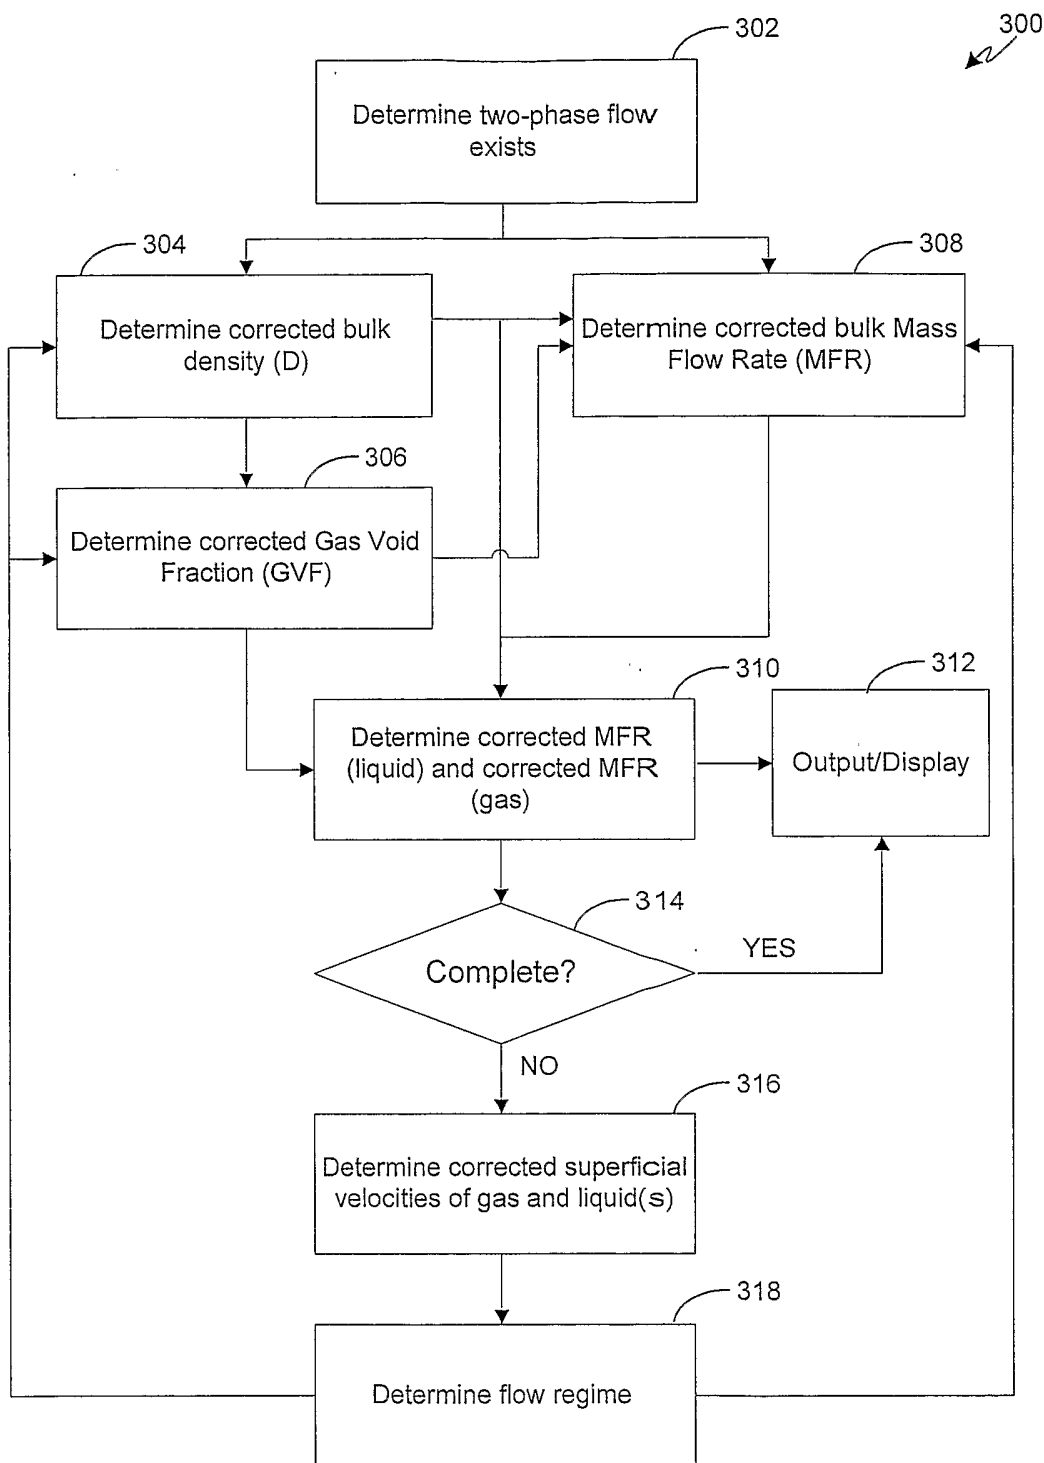 300
302
Determine two-phase flow
exists
304
308
Determine corrected bulk
density (D)
Determine corrected bulk Mass
Flow Rate (MFR)
306
Determine corrected Gas Void
Fraction (GVF)
310
312
Determine corrected MFR
(liquid) and corrected MFR
(gas)
Output/Display
314
Complete?
YES
NO
316
Determine corrected superficial
velocities of gas and liquid(s)
318
Determine flow regime